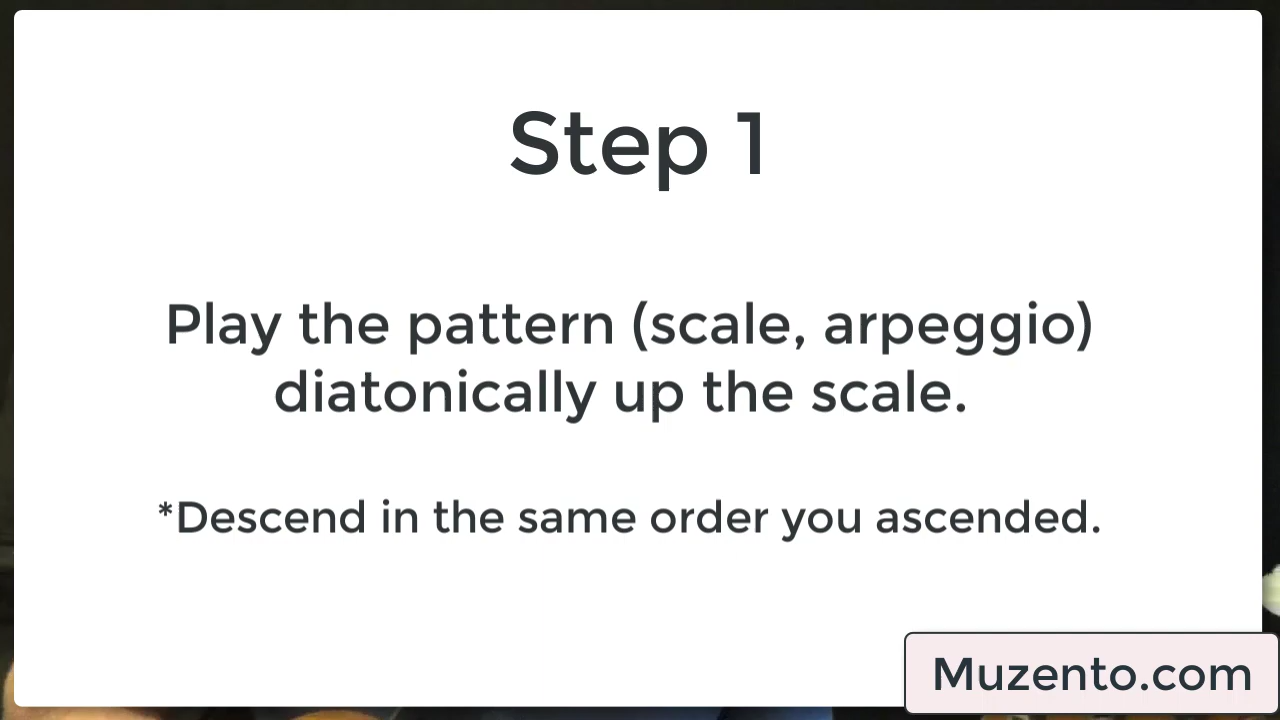 Step 1
Play the pattern (scale, arpeggio)
diatonically up the scale.
*Descend in the same order you ascended.
Muzento.com